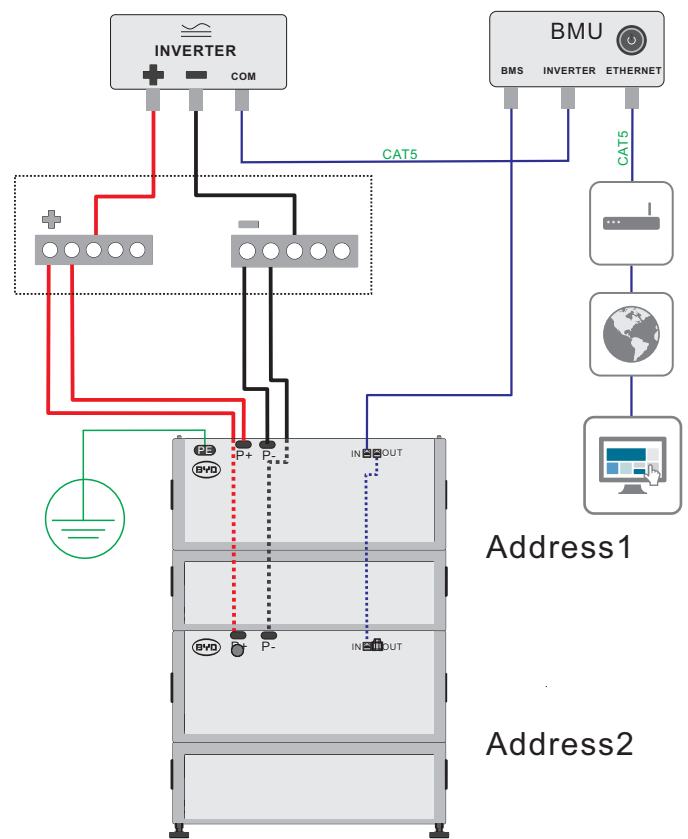 INVERTER
COM
BMU
BMS INVERTER ETHERNET
CAT5
CAT5
PE
P+ P-
IN OUT
BYD
Address1
BYD
P+ P-
IN OUT
Address2